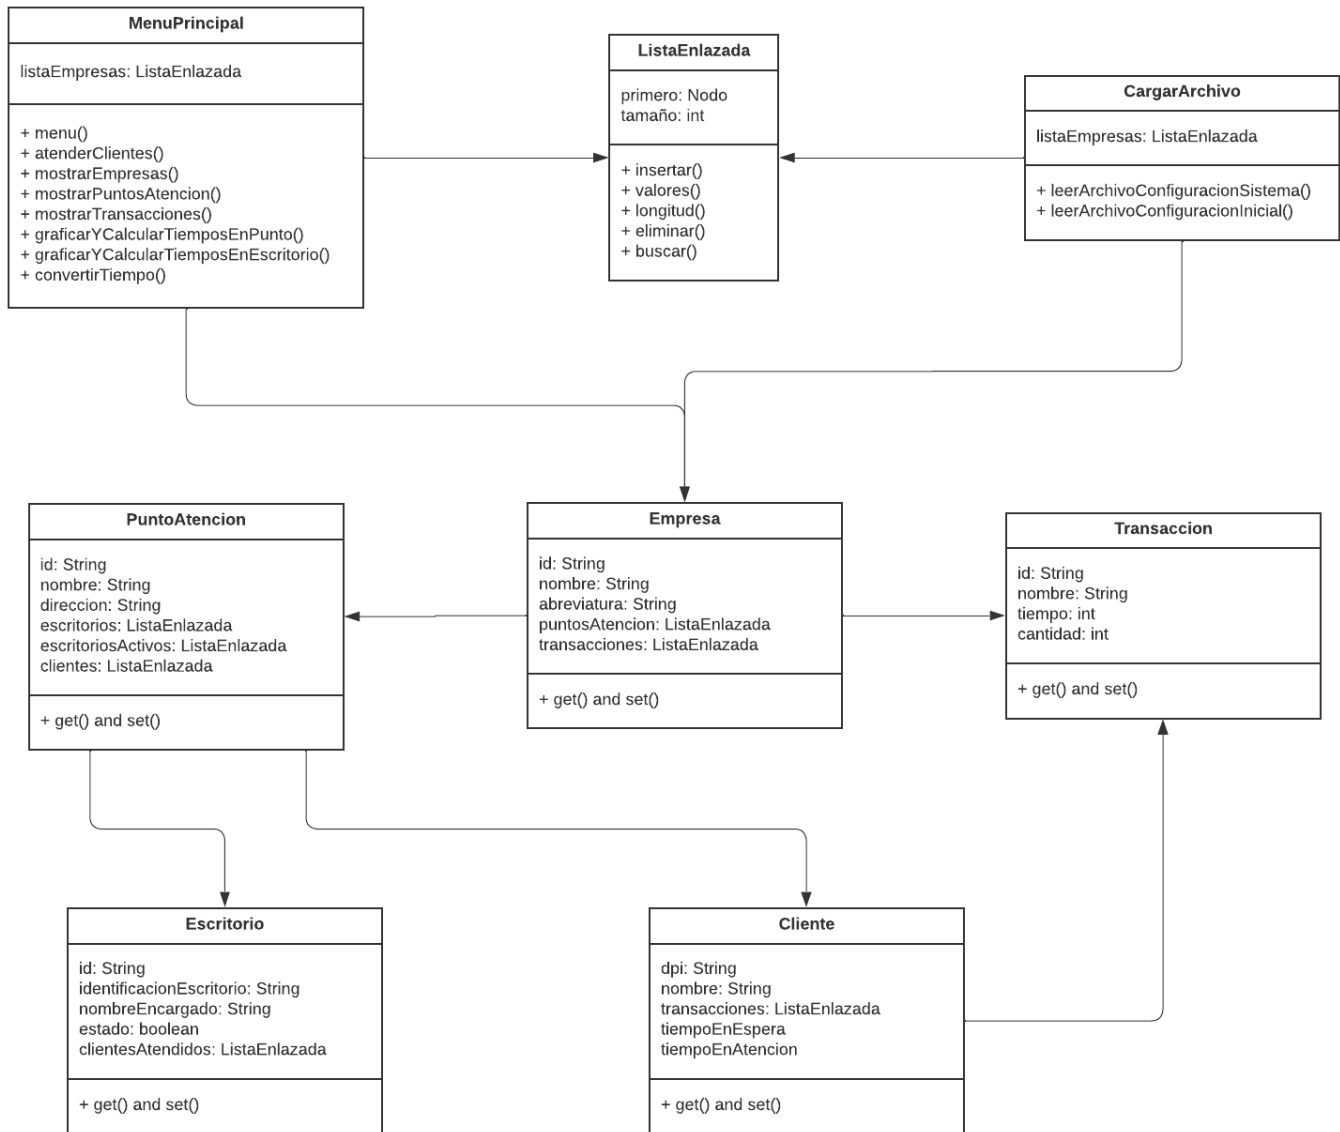 MenuPrincipal
listaEmpresas: ListaEnlazada
+ menu()
+ atenderClientes()
+ mostrarEmpresas()
+ mostrarPuntosAtencion()
+ mostrarTransacciones()
+ graficarYCalcularTiemposEnPunto()
+ graficarYCalcularTiemposEnEscritorio()
+ convertirTiempo()
ListaEnlazada
primero: Nodo
tamaño: int
+ insertar()
+ valores()
+ longitud()
+ eliminar()
+ buscar()
CargarArchivo
listaEmpresas: ListaEnlazada
+ leerArchivoConfiguracionSistema()
+ leerArchivoConfiguracionInicial()
PuntoAtencion
id: String
nombre: String
direccion: String
escritorios: ListaEnlazada
escritoriosActivos: ListaEnlazada
clientes: ListaEnlazada
+ get() and set()
Empresa
id: String
nombre: String
abreviatura: String
puntosAtencion: ListaEnlazada
transacciones: ListaEnlazada
+ get() and set()
Transaccion
id: String
nombre: String
tiempo: int
cantidad: int
+ get() and set()
Escritorio
id: String
identificacionEscritorio: String
nombreEncargado: String
estado: boolean
clientesAtendidos: ListaEnlazada
+ get() and set()
Cliente
dpi: String
nombre: String
transacciones: ListaEnlazada
tiempoEnEspera
tiempoEnAtencion
+ get() and set()